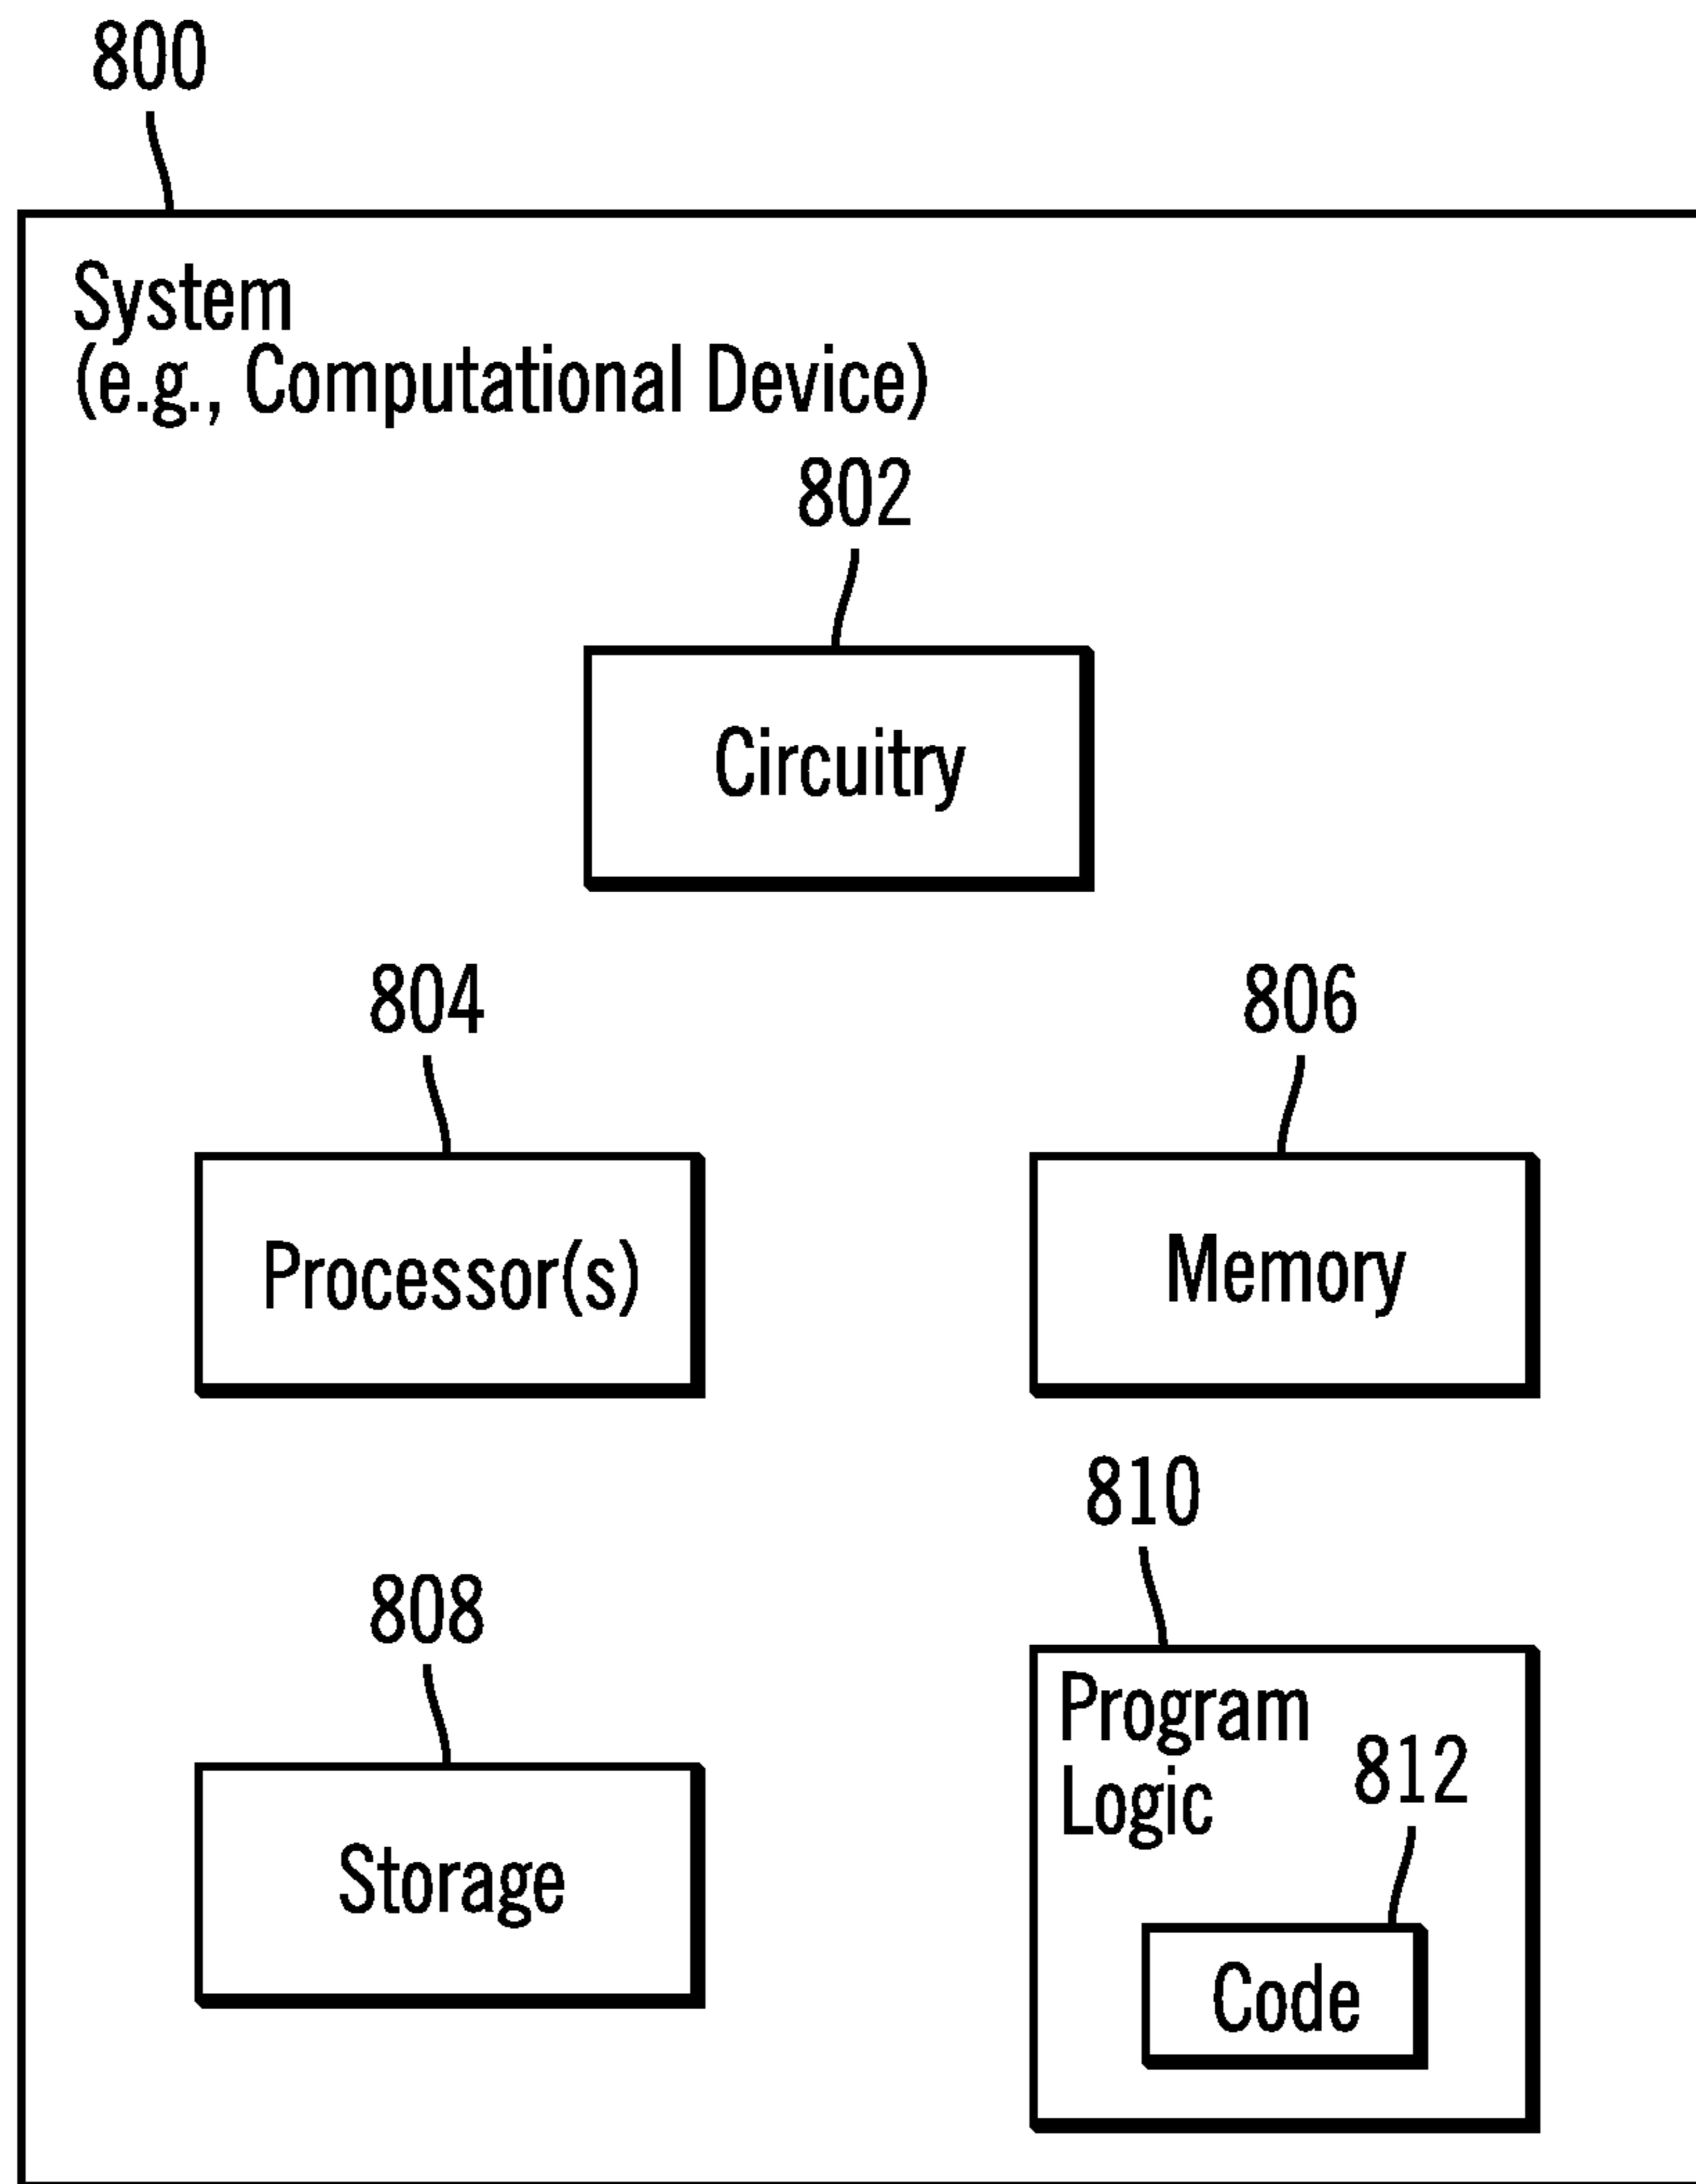 800
System
(e.g., Computational Device)
802
Circuitry
804
806
Processor(s)
Memory
810
808
Program
Logic
812
Storage
Code